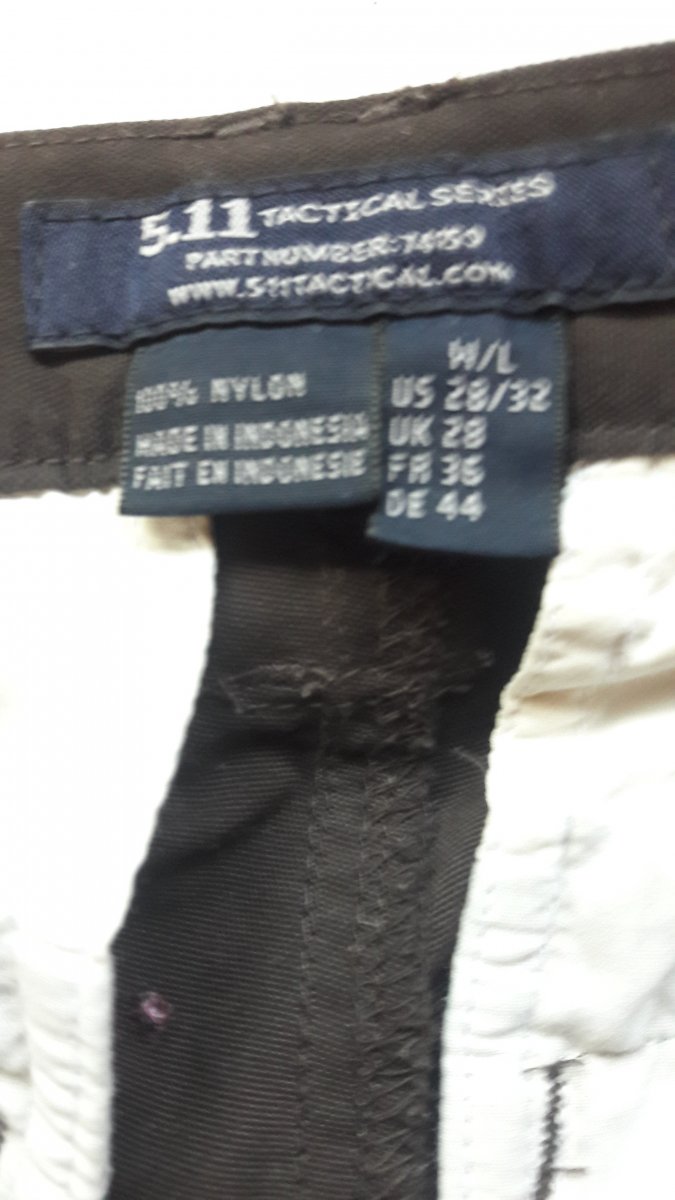 5.11 TACTICAL SERIES
PART NUMBER:
WWW.511TACTICAL.COM
100% NYLON
MADE IN INDONESIA
FAIT EN INDONESIE
W/L
US 28/32
UK 28
FR 36
DE 44